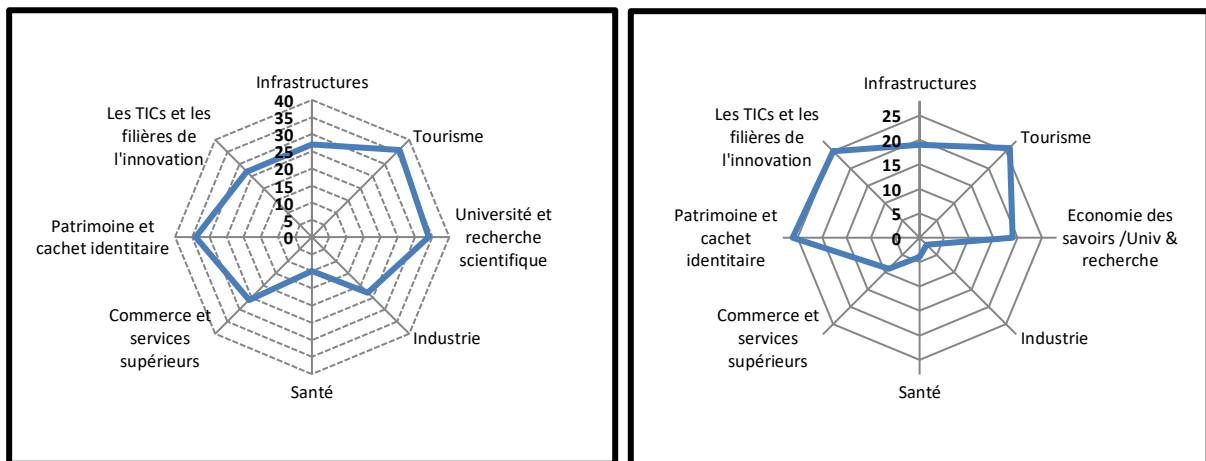 Infrastructures
40
35
30
25
20
15
10
5
0
Les TICs et les
filières de
l'innovation
Tourisme
Patrimoine et
cachet identitaire
Université et
recherche
scientifique
Commerce et
services
supérieurs
Industrie
Santé
Infrastructures
25
20
15
10
5
0
Les TICs et les
filières de
l'innovation
Tourisme
Patrimoine et
cachet
identitaire
Economie des
savoirs /Univ &
recherche
Commerce et
services
supérieurs
Industrie
Santé